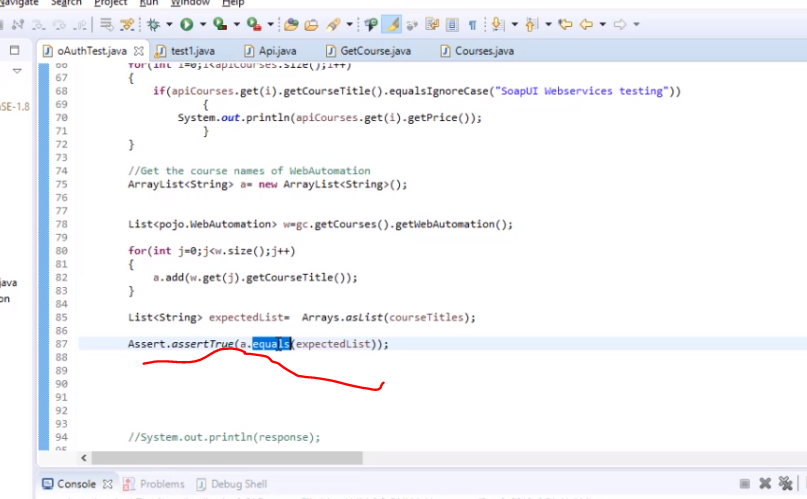 Navigate Search Project Run Window Help
oAuthTest.java test1.java Api.java GetCourse.java Courses.java
66 for(int i=0;i<apiCourses.size();i++)
67 {
68 if(apiCourses.get(i).getCourseTitle().equalsIgnoreCase("SoapUI Webservices testing"))
69 {
70 System.out.println(apiCourses.get(i).getPrice());
71 }
72 }
73
74 //Get the course names of WebAutomation
75 ArrayList<String> a= new ArrayList<String>();
76
77
78 List<pojo.WebAutomation> w=gc.getCourses().getWebAutomation();
79
80 for(int j=0;j<w.size();j++)
81 {
82 a.add(w.get(j).getCourseTitle());
83 }
84
85 List<String> expectedList= Arrays.asList(courseTitles);
86
87 Assert.assertTrue(a.equals(expectedList));
88
89
90
91
92
93
94 //System.out.println(response);
95
SE-1.8
java
on
Console Problems Debug Shell